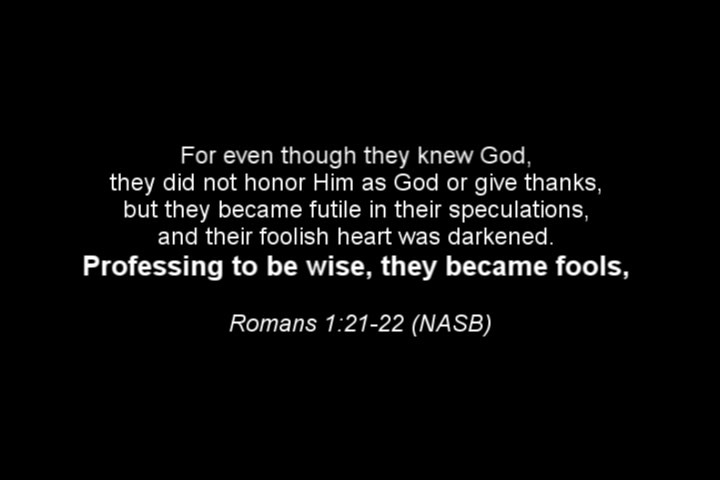 For even though they knew God,
they did not honor Him as God or give thanks,
but they became futile in their speculations,
and their foolish heart was darkened.
Professing to be wise, they became fools,
Romans 1:21-22 (NASB)